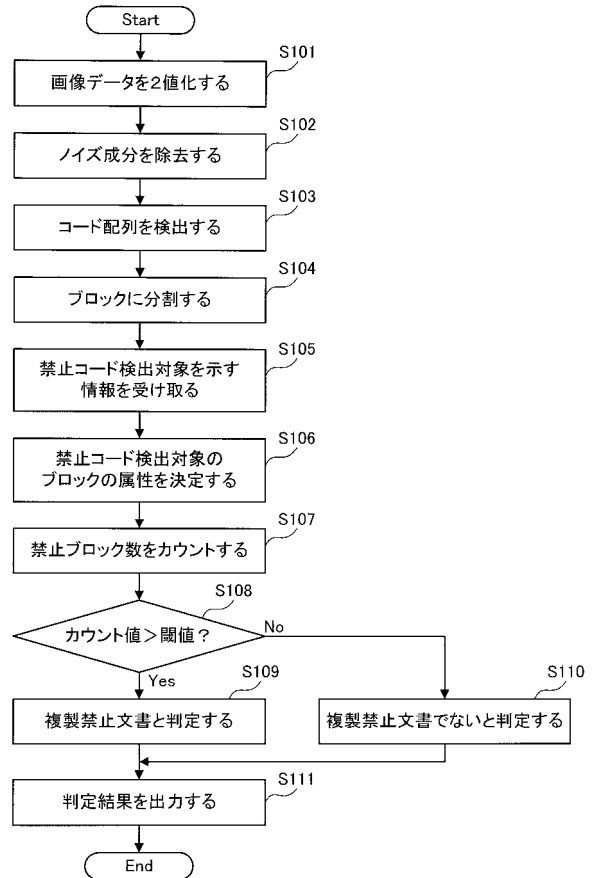 Start
S101
画像データを2値化する
S102
ノイズ成分を除去する
S103
コード配列を検出する
S104
ブロックに分割する
S105
禁止コード検出対象を示す
情報を受け取る
S106
禁止コード検出対象の
ブロックの属性を決定する
S107
禁止ブロック数をカウントする
S108
カウント値>閾値?
No
Yes
S109
複製禁止文書と判定する
S110
複製禁止文書でないと判定する
S111
判定結果を出力する
End